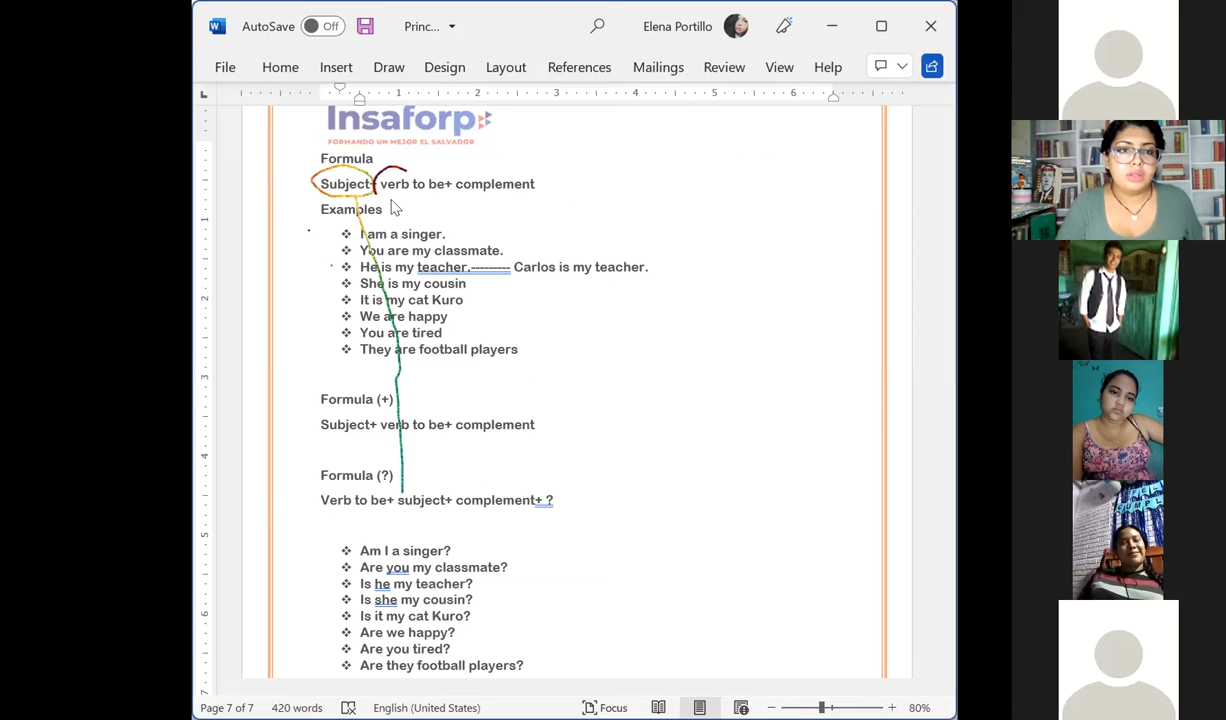 AutoSave Off Princ... Elena Portillo
File Home Insert Draw Design Layout References Mailings Review View Help
1 2 3 4 5 6
Insaforp
FORMANDO UN MEJOR EL SALVADOR
Formula
Subject+ verb to be+ complement
Examples
❖ I am a singer.
❖ You are my classmate.
❖ He is my teacher.--------- Carlos is my teacher.
❖ She is my cousin
❖ It is my cat Kuro
❖ We are happy
❖ You are tired
❖ They are football players
Formula (+)
Subject+ verb to be+ complement
Formula (?)
Verb to be+ subject+ complement+ ?
❖ Am I a singer?
❖ Are you my classmate?
❖ Is he my teacher?
❖ Is she my cousin?
❖ Is it my cat Kuro?
❖ Are we happy?
❖ Are you tired?
❖ Are they football players?
Page 7 of 7 420 words English (United States) Focus 80%